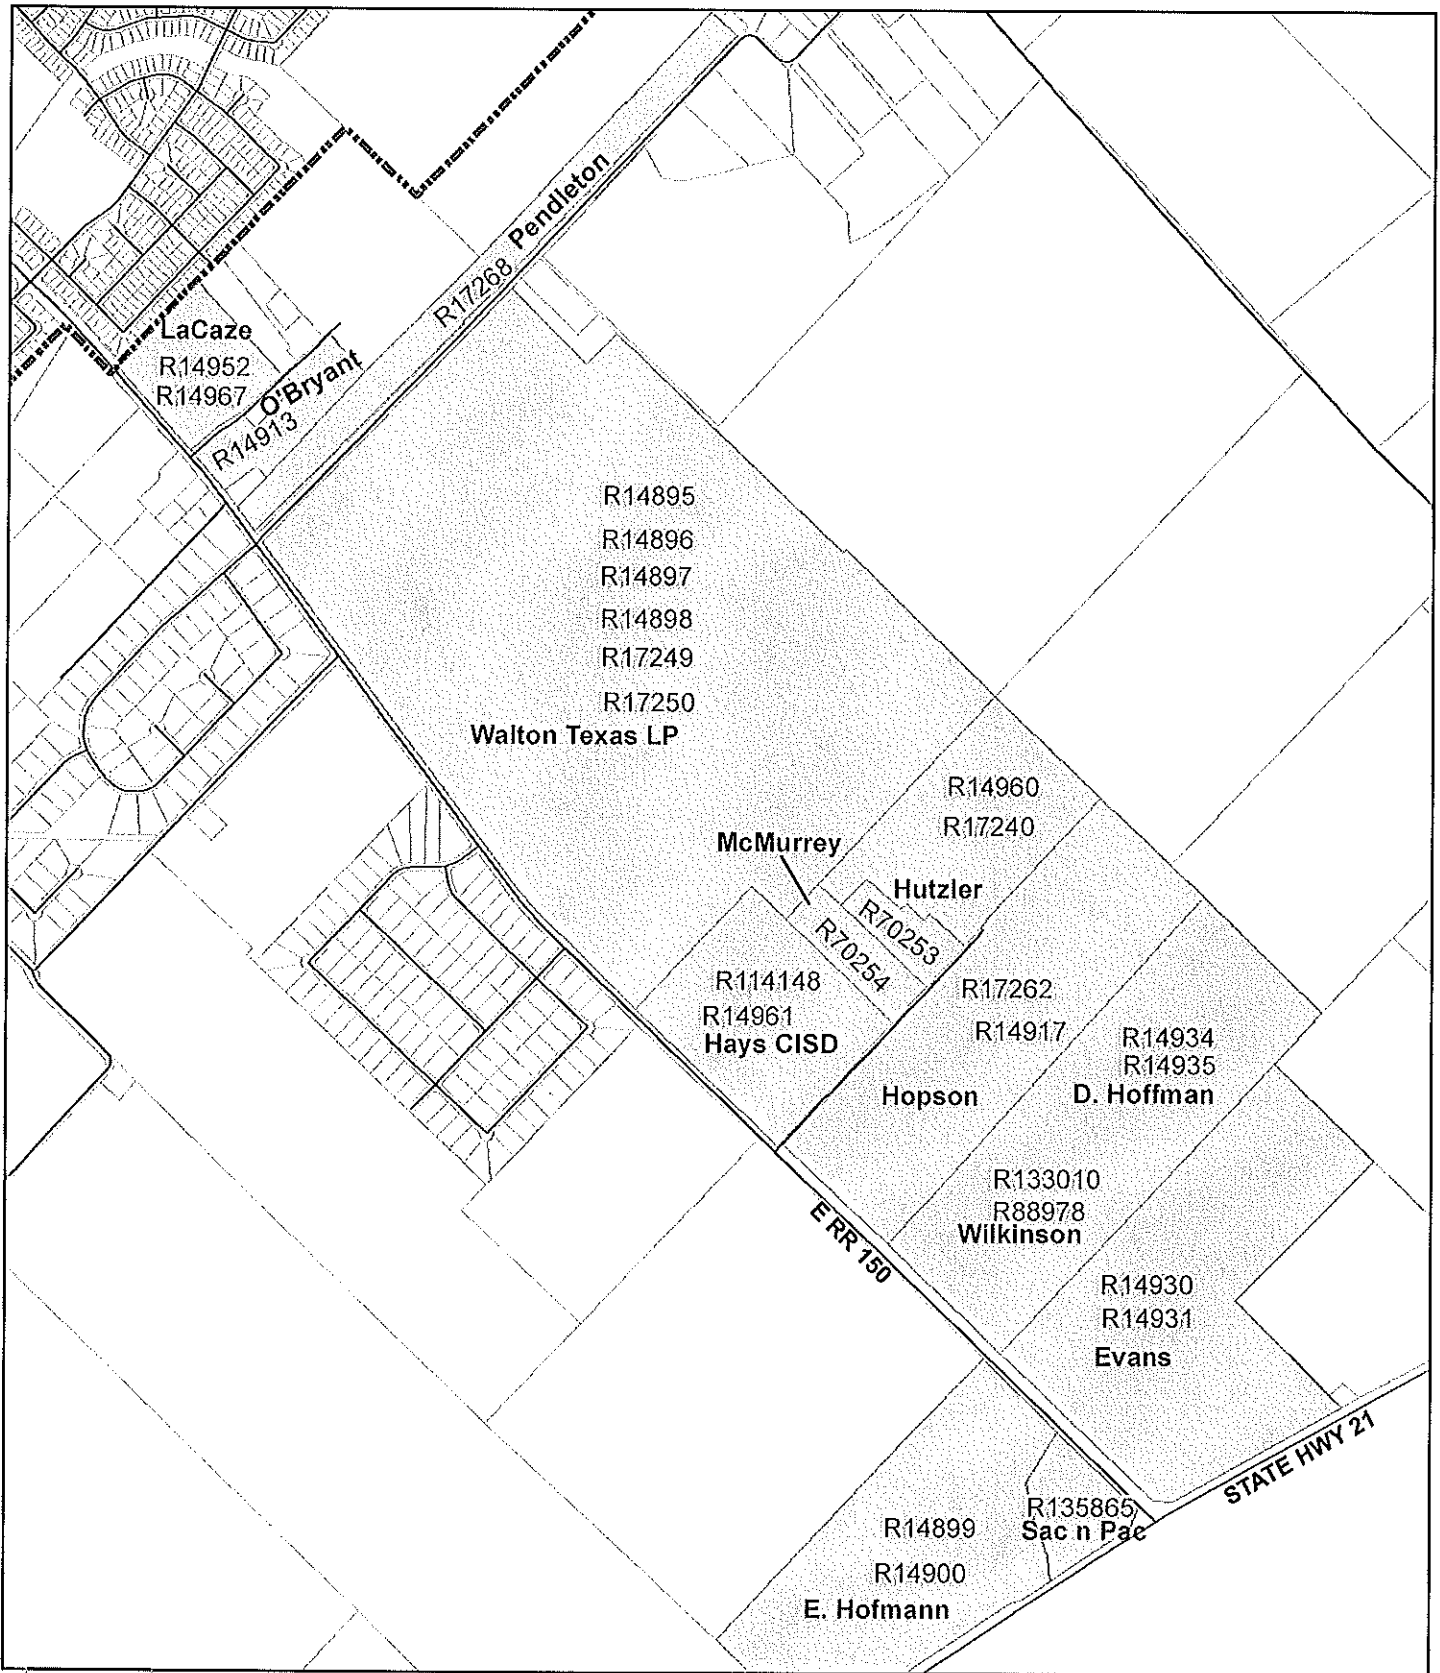 Pendleton
R17268
LaCaze
R14952
R14967
O'Bryant
R14913
R14895
R14896
R14897
R14898
R17249
R17250
Walton Texas LP
R14960
R17240
McMurrey
Hutzler
R70253
R70254
R114148
R14961
Hays CISD
R17262
R14917
Hopson
R14934
R14935
D. Hoffman
R133010
R88978
Wilkinson
E RR 150
R14930
R14931
Evans
STATE HWY 21
R135865
Sac n Pac
R14899
R14900
E. Hofmann